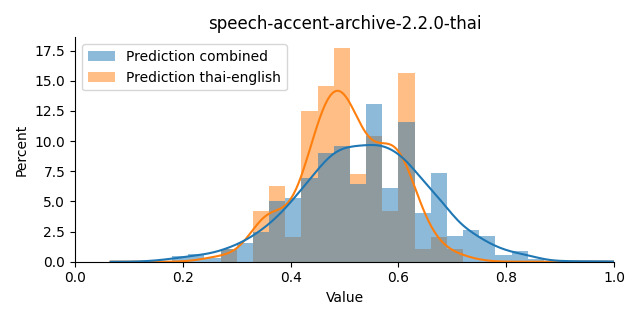 speech-accent-archive-2.2.0-thai
Prediction combined
Prediction thai-english
Percent
17.5
15.0
12.5
10.0
7.5
5.0
2.5
0.0
0.0 0.2 0.4 0.6 0.8 1.0
Value